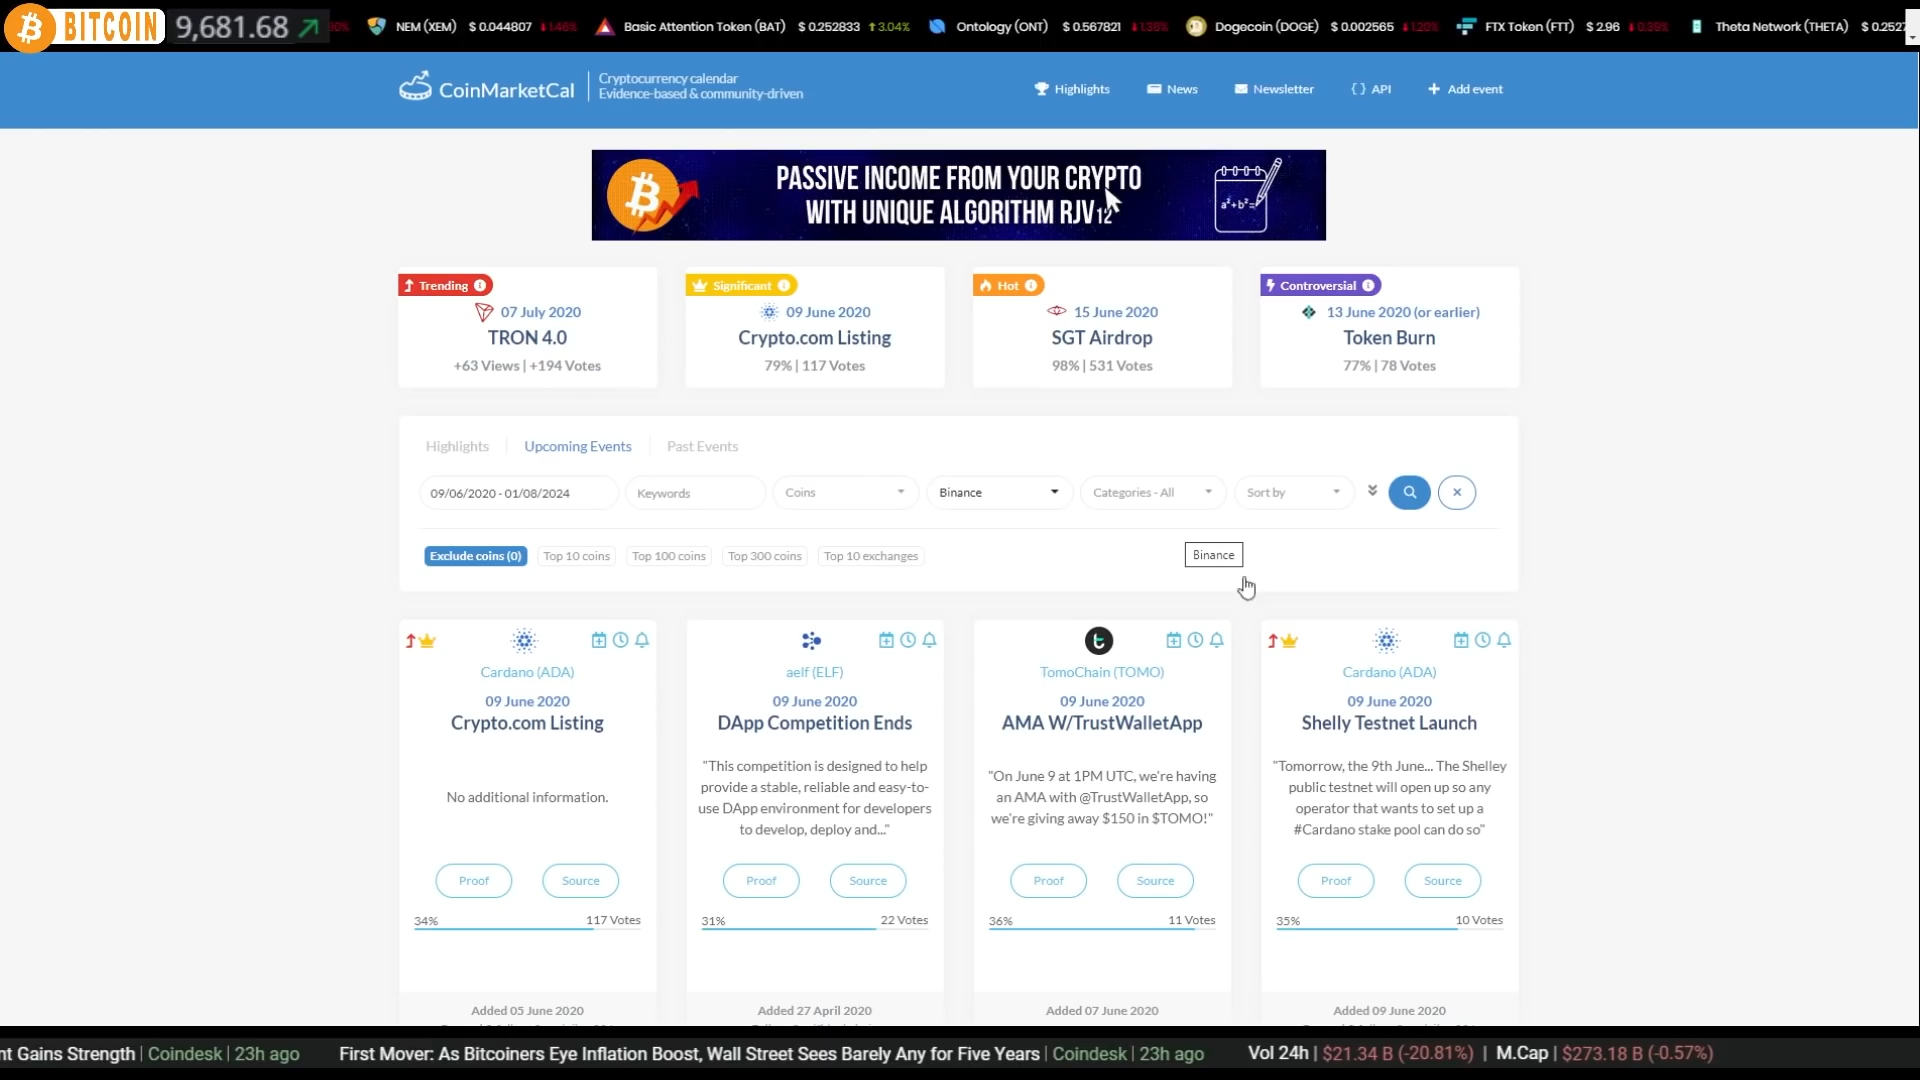 BITCOIN 9,681.68
NEM (XEM) $ 0.044807 1.46% Basic Attention Token (BAT) $ 0.252833 3.04% Ontology (ONT) $ 0.567821 1.36% Dogecoin (DOGE) $ 0.002565 1.20% FTX Token (FTT) $ 2.96 0.39% Theta Network (THETA) $ 0.252
CoinMarketCal
Cryptocurrency calendar
Evidence-based & community-driven
Highlights News Newsletter API Add event
PASSIVE INCOME FROM YOUR CRYPTO
WITH UNIQUE ALGORITHM RJV12
a²+b²=
Trending
07 July 2020
TRON 4.0
+63 Views | +194 Votes
Significant
09 June 2020
Crypto.com Listing
79% | 117 Votes
Hot
15 June 2020
SGT Airdrop
98% | 531 Votes
Controversial
13 June 2020 (or earlier)
Token Burn
77% | 78 Votes
Highlights Upcoming Events Past Events
09/06/2020 - 01/08/2024 Keywords Coins Binance Categories - All Sort by
Exclude coins (0) Top 10 coins Top 100 coins Top 300 coins Top 10 exchanges
Binance
Cardano (ADA)
09 June 2020
Crypto.com Listing
No additional information.
Proof Source
34% 117 Votes
Added 05 June 2020
aelf (ELF)
09 June 2020
DApp Competition Ends
"This competition is designed to help
provide a stable, reliable and easy-to-
use DApp environment for developers
to develop, deploy and..."
Proof Source
31% 22 Votes
Added 27 April 2020
TomoChain (TOMO)
09 June 2020
AMA W/TrustWalletApp
"On June 9 at 1PM UTC, we're having
an AMA with @TrustWalletApp, so
we're giving away $150 in $TOMO!"
Proof Source
36% 11 Votes
Added 07 June 2020
Cardano (ADA)
09 June 2020
Shelly Testnet Launch
"Tomorrow, the 9th June... The Shelley
public testnet will open up so any
operator that wants to set up a
#Cardano stake pool can do so"
Proof Source
35% 10 Votes
Added 09 June 2020
nt Gains Strength | Coindesk | 23h ago First Mover: As Bitcoiners Eye Inflation Boost, Wall Street Sees Barely Any for Five Years | Coindesk | 23h ago Vol 24h | $21.34 B (-20.81%) | M.Cap | $273.18 B (-0.57%)